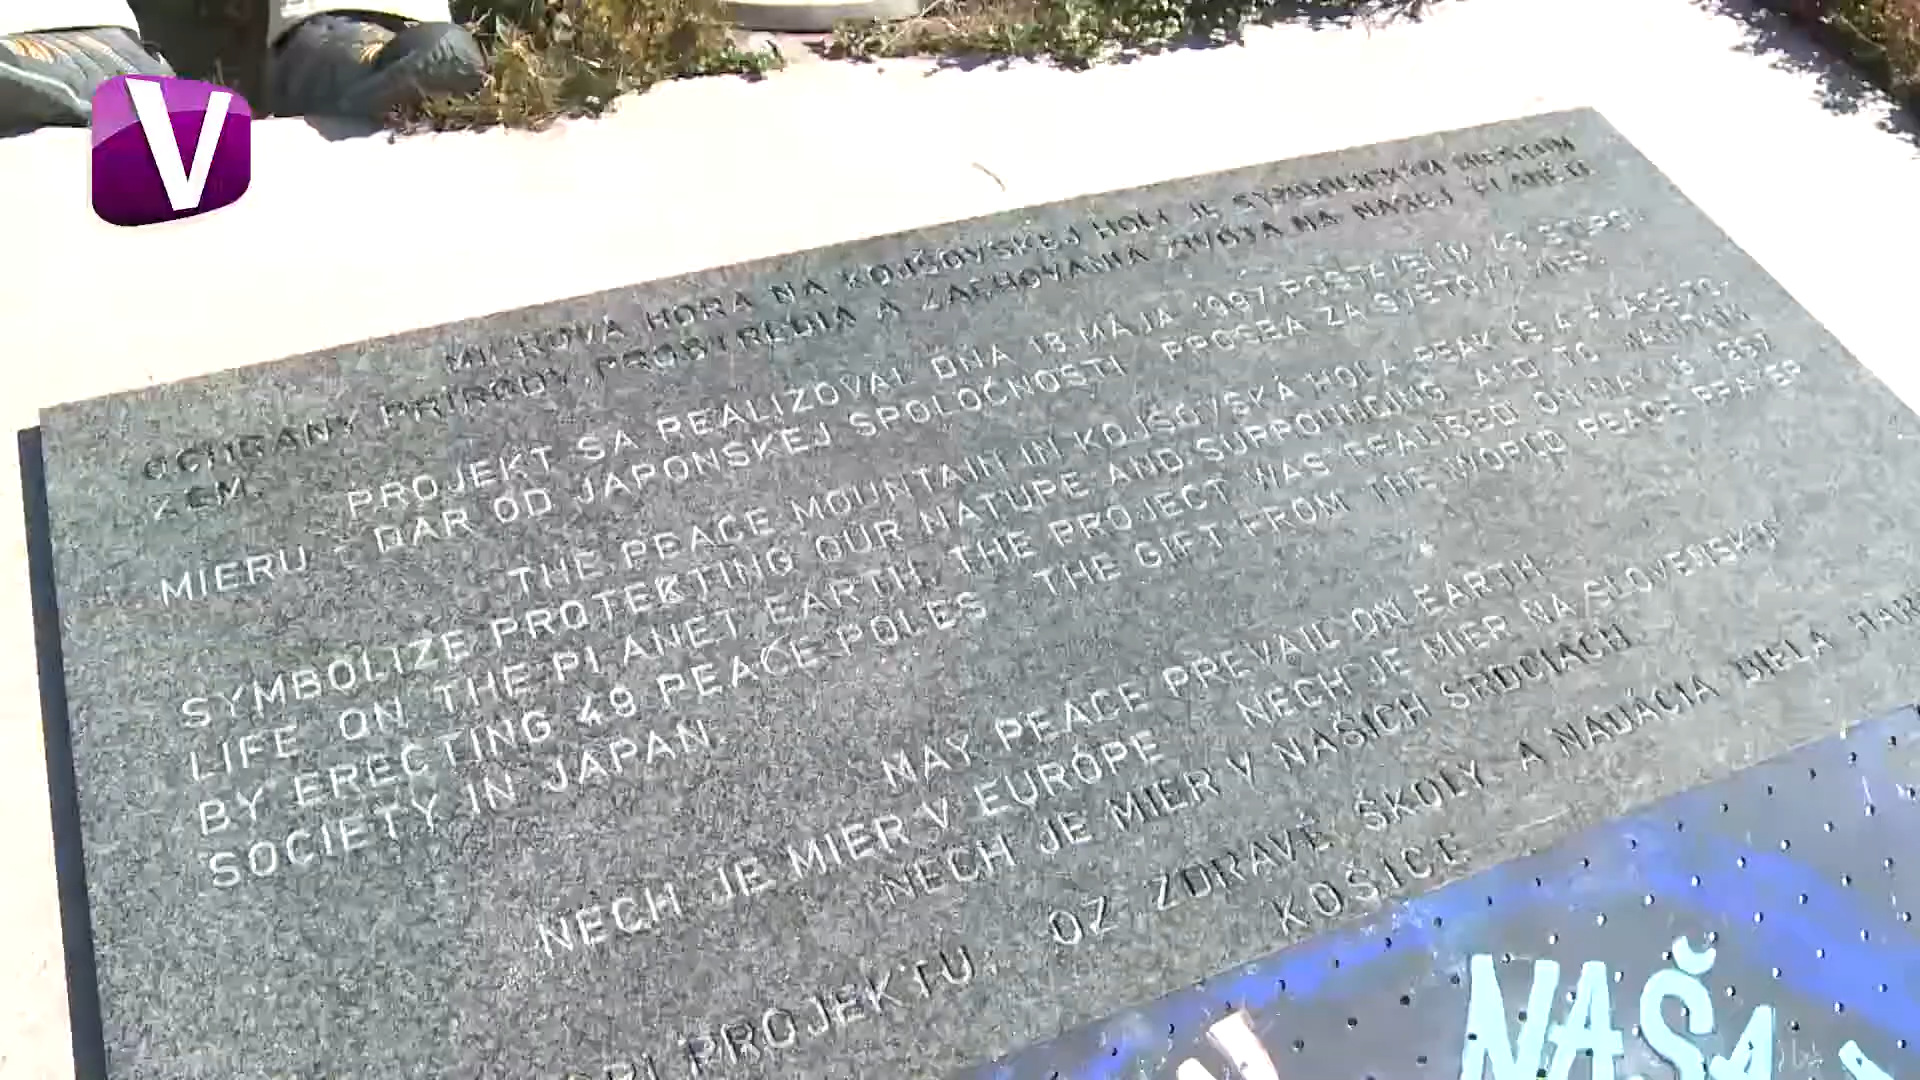 V
MIEROVÁ HORA NA KOJŠOVSKEJ HOLI JE SYMBOLICKÝM MIESTOM
OCHRANY PRÍRODY, PROSTREDIA A ZACHOVANIA ŽIVOTA NA NAŠEJ PLANÉTE
ZEM.
PROJEKT SA REALIZOVAL DŇA 18 MÁJA 1997 POSTAVENÍM 49 STĹPOV
MIERU - DAR OD JAPONSKEJ SPOLOČNOSTI PROSBA ZA SVETOVÝ MIER.
THE PEACE MOUNTAIN IN KOJŠOVSKÁ HOLA PEAK IS A PLACE TO
SYMBOLIZE PROTEKTING OUR NATURE AND SURROUNDING AND TO MAINTAIN
LIFE ON THE PLANET EARTH. THE PROJECT WAS REALISED ON MAY 18 1997
BY ERECTING 49 PEACE POLES THE GIFT FROM THE WORLD PEACE PRAYER
SOCIETY IN JAPAN.
MAY PEACE PREVAIL ON EARTH
NECH JE MIER V EURÓPE NECH JE MIER NA SLOVENSKU
NECH JE MIER V NAŠICH SRDCIACH.
PROJEKTU: OZ ZDRAVÉ ŠKOLY A NADÁCIA BIELA
KOŠICE
NAŠA